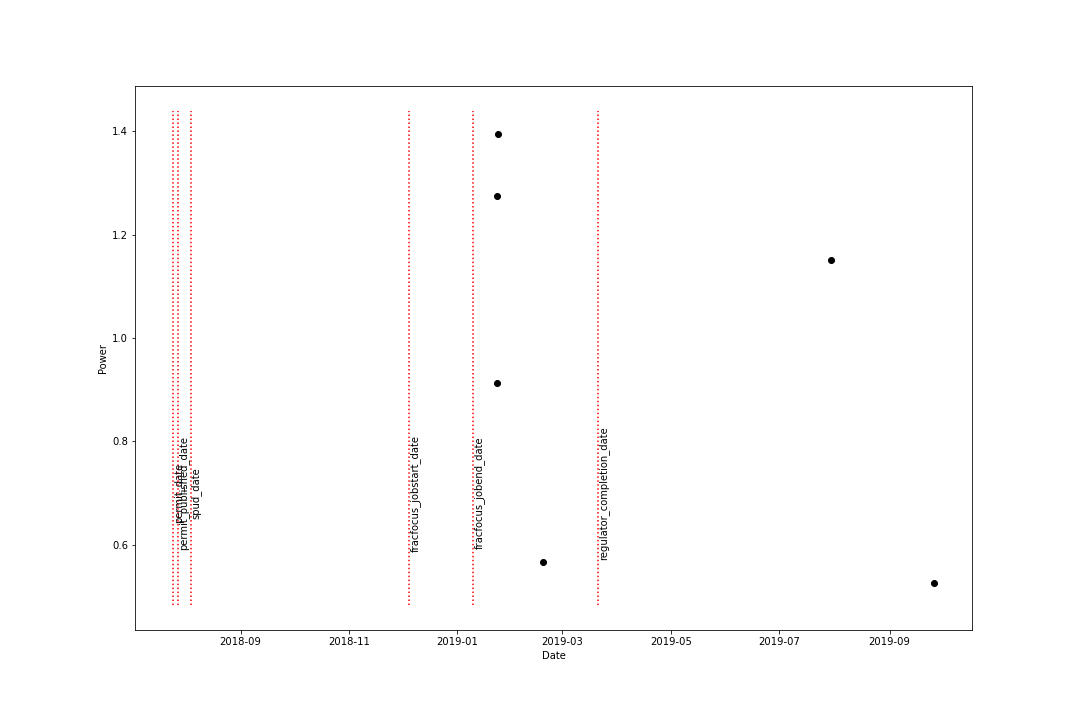 1.4
1.2
1.0
0.8
0.6
Power
permit_date
permit_published_date
spud_date
fracfocus_jobstart_date
fracfocus_jobend_date
regulator_completion_date
2018-09 2018-11 2019-01 2019-03 2019-05 2019-07 2019-09
Date